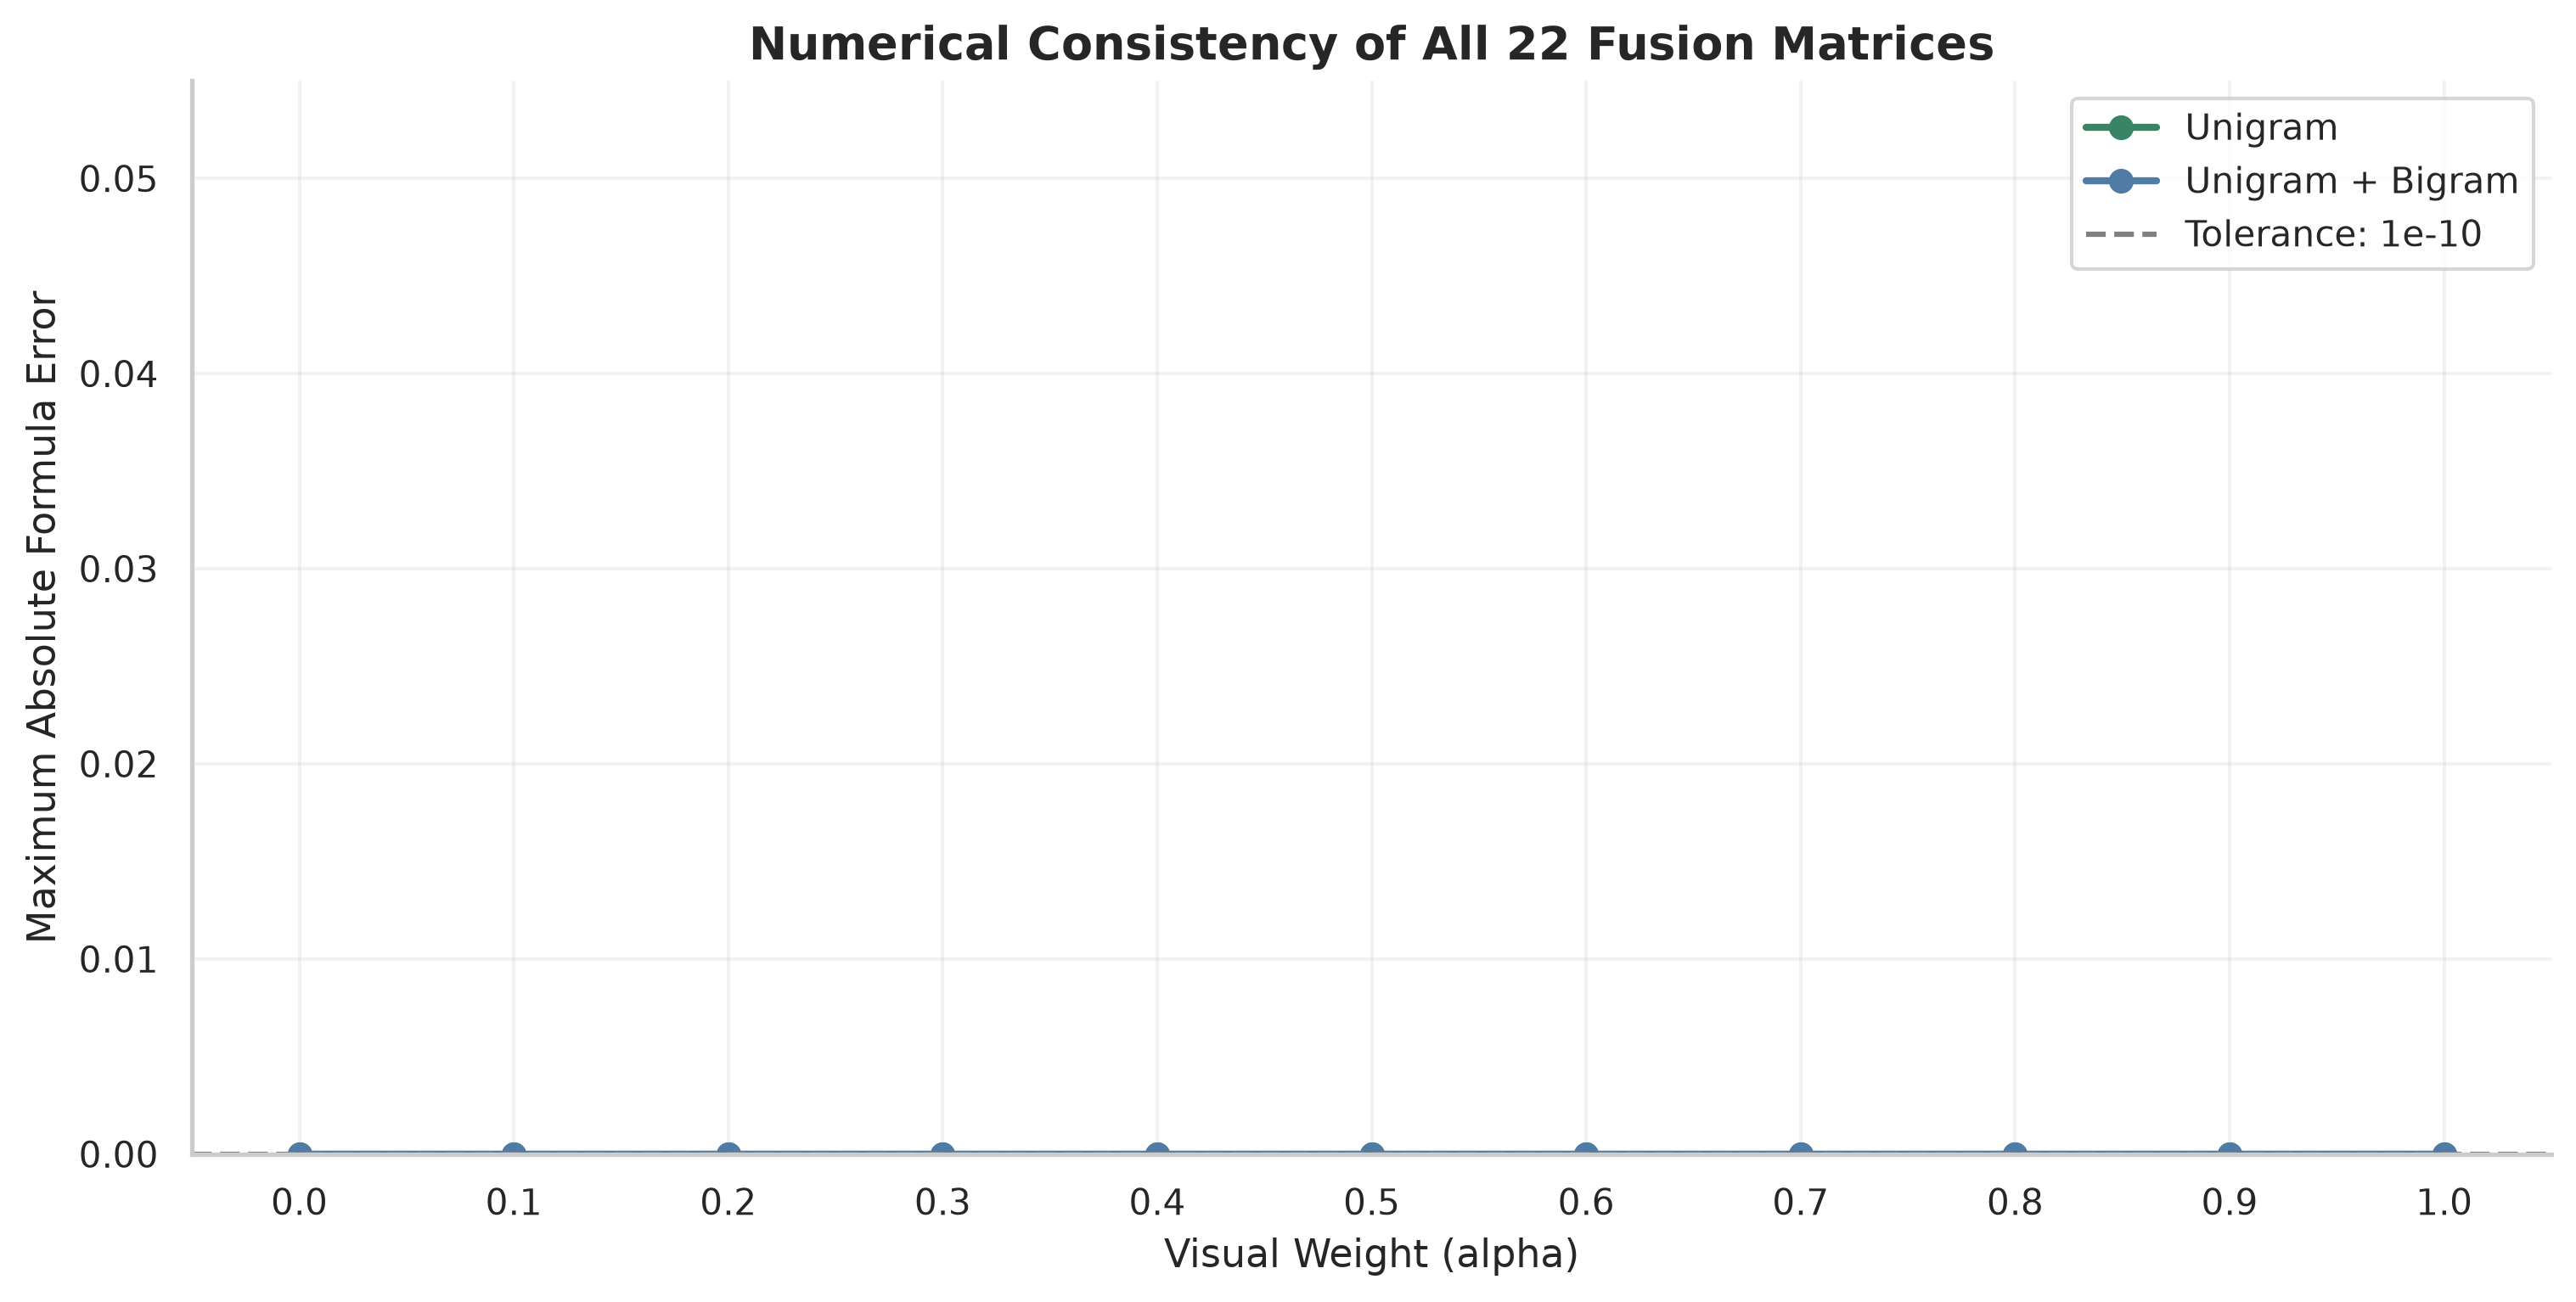 Numerical Consistency of All 22 Fusion Matrices
Unigram
Unigram + Bigram
Tolerance: 1e-10
Maximum Absolute Formula Error
0.05
0.04
0.03
0.02
0.01
0.00
0.0 0.1 0.2 0.3 0.4 0.5 0.6 0.7 0.8 0.9 1.0
Visual Weight (alpha)